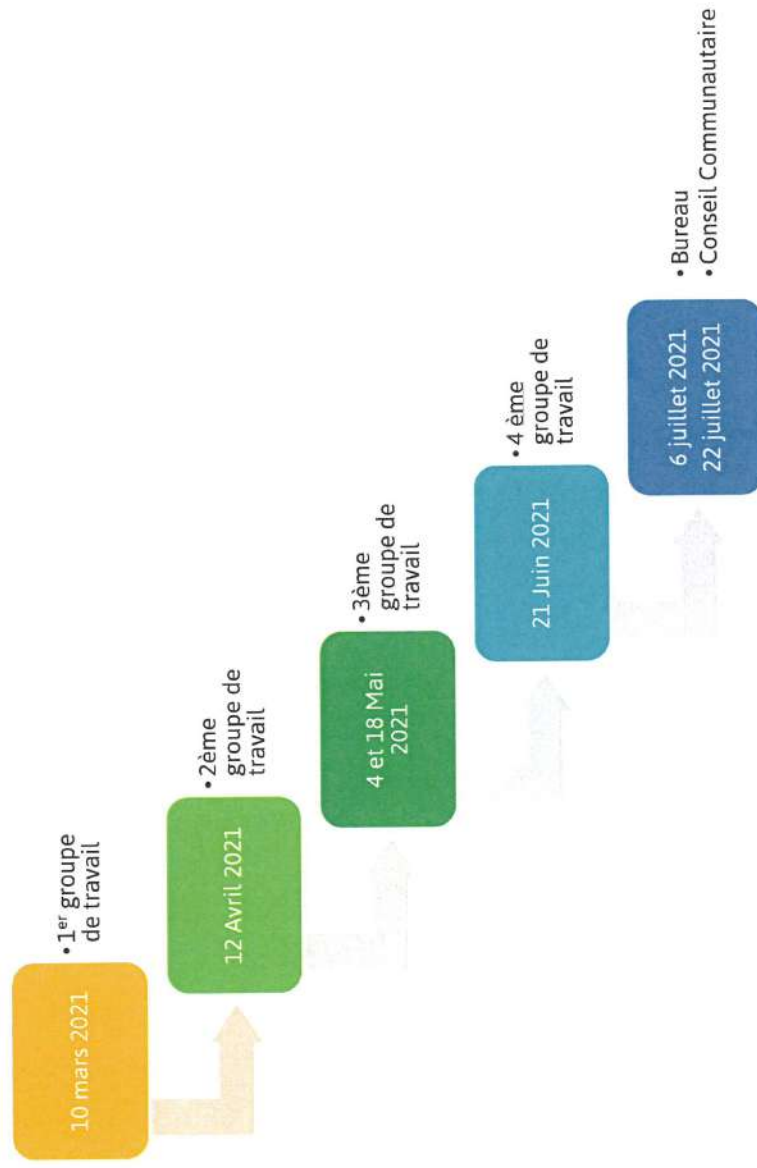 10 mars 2021
• 1er groupe
de travail
12 Avril 2021
• 2ème
groupe de
travail
4 et 18 Mai
2021
• 3ème
groupe de
travail
21 Juin 2021
• 4 ème
groupe de
travail
6 juillet 2021
22 juillet 2021
• Bureau
• Conseil Communautaire